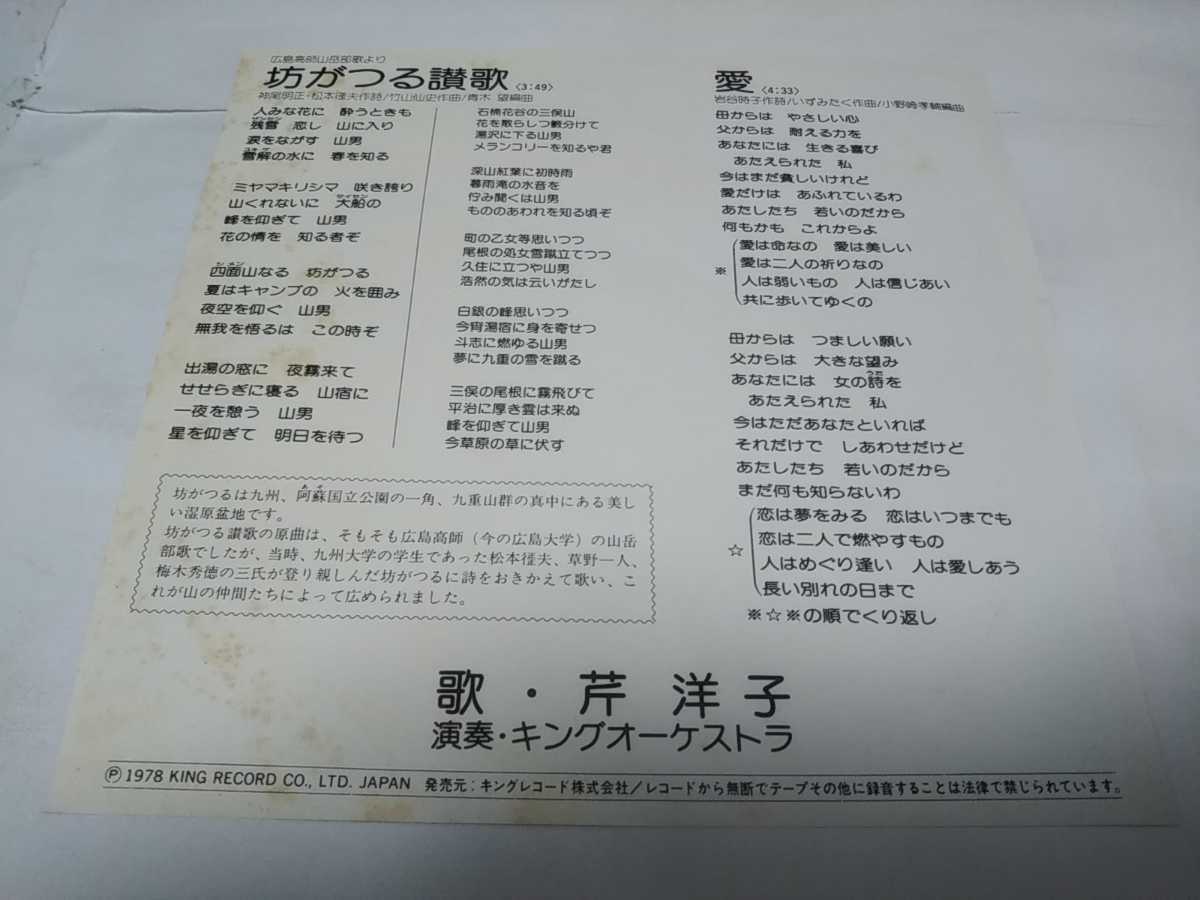 広島高師山岳部歌より
坊がつる讃歌〈3:49〉
神尾明正・松本徰夫作詩/竹山仙史作曲/青木 望編曲
人みな花に 酔うときも
残雪 恋し 山に入り
涙をながす 山男
雪解の水に 春を知る
ミヤマキリシマ 咲き誇り
山くれないに 大船の
峰を仰ぎて 山男
花の情を 知る者ぞ
四面山なる 坊がつる
夏はキャンプの 火を囲み
夜空を仰ぐ 山男
無我を悟るは この時ぞ
出湯の窓に 夜霧来て
せせらぎに寝る 山宿に
一夜を憩う 山男
星を仰ぎて 明日を待つ
石楠花谷の三俣山
花を散らしつ藪分けて
湯沢に下る山男
メランコリーを知るや君
深山紅葉に初時雨
暮雨滝の水音を
佇み聞くは山男
もののあわれを知る頃ぞ
町の乙女等思いつつ
尾根の処女雪蹴立てつつ
久住に立つや山男
浩然の気は云いがたし
白銀の峰思いつつ
今宵湯宿に身を寄せつ
斗志に燃ゆる山男
夢に九重の雪を蹴る
三俣の尾根に霧飛びて
平治に厚き雲は来ぬ
峰を仰ぎて山男
今草原の草に伏す
坊がつるは九州、阿蘇国立公園の一角、九重山群の真中にある美し
い湿原盆地です。
坊がつる讃歌の原曲は、そもそも広島高師（今の広島大学）の山岳
部歌でしたが、当時、九州大学の学生であった松本徰夫、草野一人、
梅木秀徳の三氏が登り親しんだ坊がつるに詩をおきかえて歌い、こ
れが山の仲間たちによって広められました。
愛〈4:33〉
岩谷時子作詩/いずみたく作曲/小野崎孝輔編曲
母からは やさしい心
父からは 耐える力を
あなたには 生きる喜び
あたえられた 私
今はまだ貧しいけれど
愛だけは あふれているわ
あたしたち 若いのだから
何もかも これからよ
愛は命なの 愛は美しい
※ 愛は二人の祈りなの
人は弱いもの 人は信じあい
共に歩いてゆくの
母からは つましい願い
父からは 大きな望み
あなたには 女の詩を
あたえられた 私
今はただあなたといれば
それだけで しあわせだけど
あたしたち 若いのだから
まだ何も知らないわ
恋は夢をみる 恋はいつまでも
☆ 恋は二人で燃やすもの
人はめぐり逢い 人は愛しあう
長い別れの日まで
※☆※の順でくり返し
歌・芹洋子
演奏・キングオーケストラ
Ⓟ1978 KING RECORD CO., LTD. JAPAN 発売元：キングレコード株式会社/レコードから無断でテープその他に録音することは法律で禁じられています。